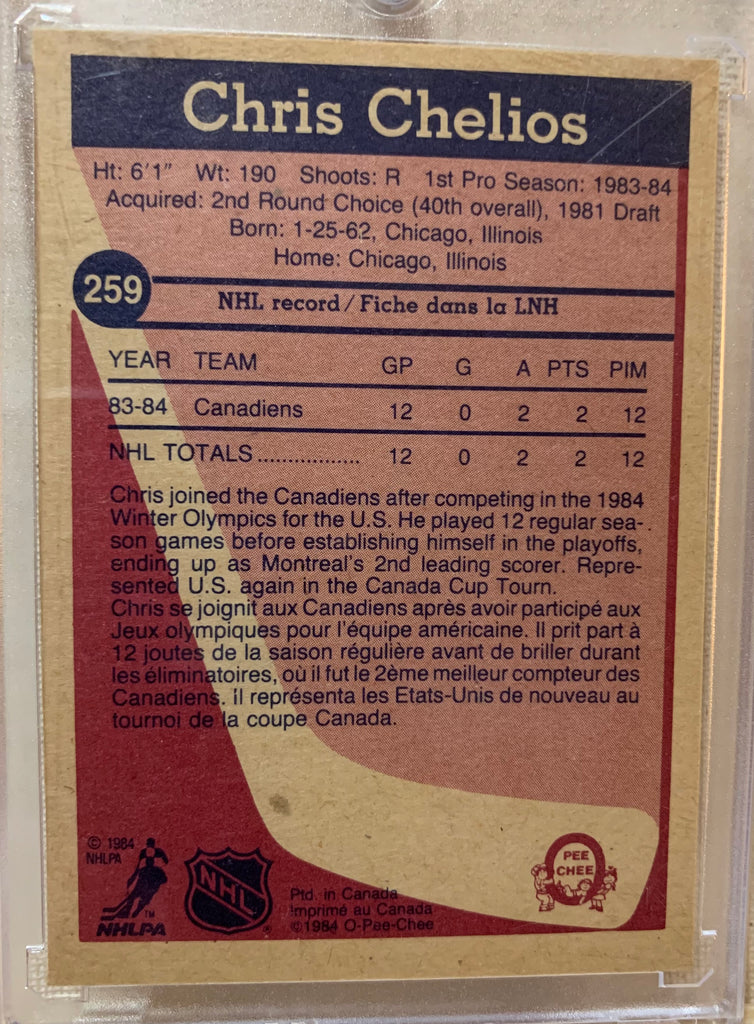 Chris Chelios
Ht: 6'1" Wt: 190 Shoots: R 1st Pro Season: 1983-84
Acquired: 2nd Round Choice (40th overall), 1981 Draft
Born: 1-25-62, Chicago, Illinois
Home: Chicago, Illinois
259
NHL record/Fiche dans la LNH
YEAR TEAM GP G A PTS PIM
83-84 Canadiens 12 0 2 2 12
NHL TOTALS ................. 12 0 2 2 12
Chris joined the Canadiens after competing in the 1984
Winter Olympics for the U.S. He played 12 regular sea-
son games before establishing himself in the playoffs,
ending up as Montreal's 2nd leading scorer. Repre-
sented U.S. again in the Canada Cup Tourn.
Chris se joignit aux Canadiens après avoir participé aux
Jeux olympiques pour l'équipe américaine. Il prit part à
12 joutes de la saison régulière avant de briller durant
les éliminatoires, où il fut le 2ème meilleur compteur des
Canadiens. Il représenta les Etats-Unis de nouveau au
tournoi de la coupe Canada.
© 1984
NHLPA
TM
NHLPA
NHL
®
Ptd. in Canada
Imprimé au Canada
©1984 O-Pee-Chee
PEE
CHEE